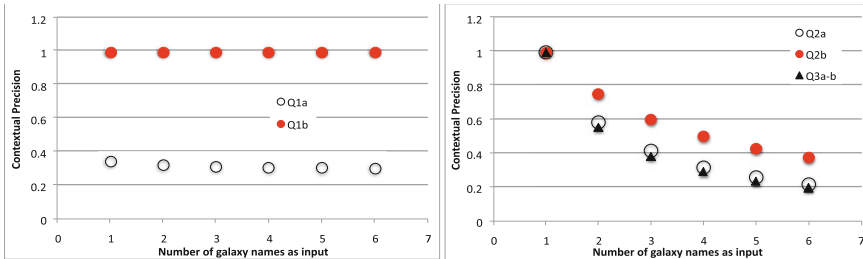 1.2
1
0.8
0.6
0.4
0.2
0
Contextual Precision
Q1a
Q1b
0 1 2 3 4 5 6 7
Number of galaxy names as input
1.2
1
0.8
0.6
0.4
0.2
0
Contextual Precision
Q2a
Q2b
Q3a-b
0 1 2 3 4 5 6 7
Number of galaxy names as input